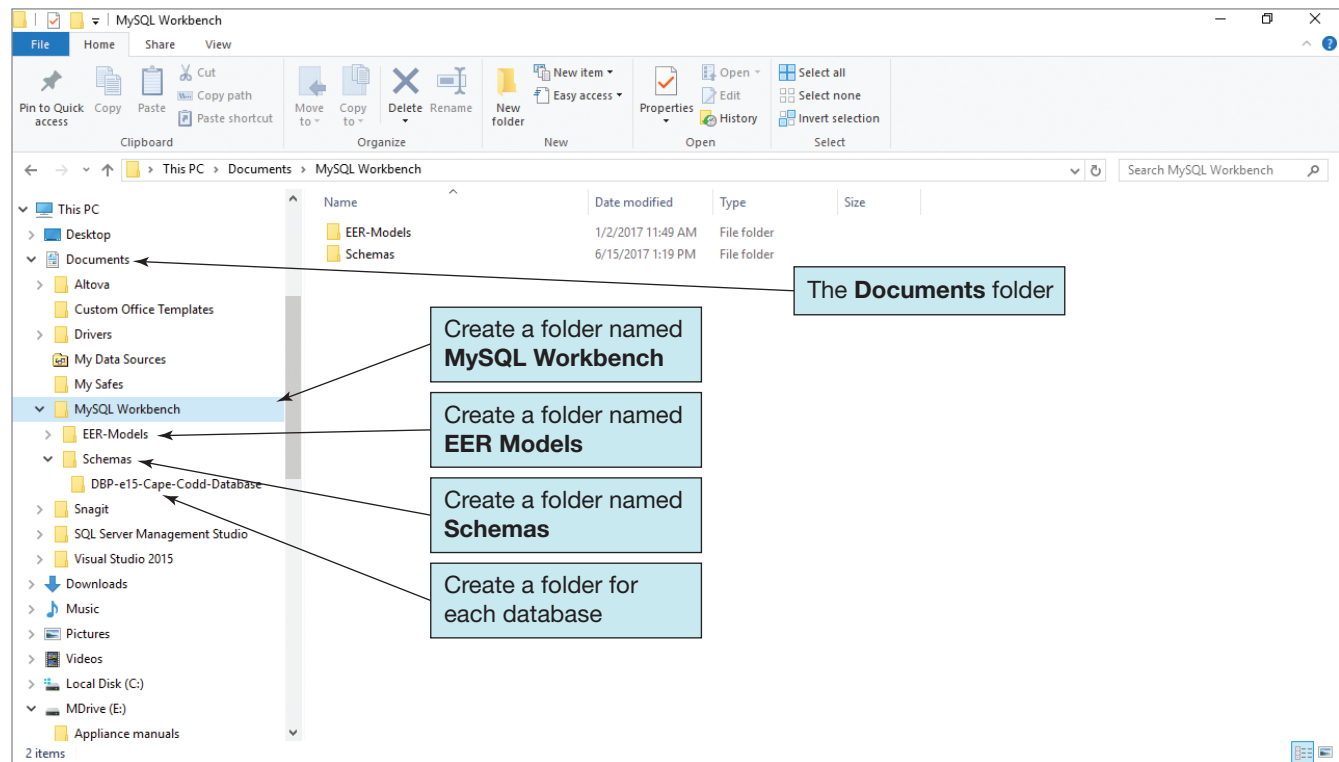 MySQL Workbench
File Home Share View
Pin to Quick access
Copy
Paste
Cut
Copy path
Paste shortcut
Clipboard
Move to
Copy to
Delete
Rename
Organize
New folder
New item
Easy access
New
Properties
Open
Edit
History
Open
Select all
Select none
Invert selection
Select
This PC > Documents > MySQL Workbench
Search MySQL Workbench
Name Date modified Type Size
EER-Models 1/2/2017 11:49 AM File folder
Schemas 6/15/2017 1:19 PM File folder
This PC
Desktop
Documents
Altova
Custom Office Templates
Drivers
My Data Sources
My Safes
MySQL Workbench
EER-Models
Schemas
DBP-e15-Cape-Codd-Database
Snagit
SQL Server Management Studio
Visual Studio 2015
Downloads
Music
Pictures
Videos
Local Disk (C:)
MDrive (E:)
Appliance manuals
2 items
The Documents folder
Create a folder named
MySQL Workbench
Create a folder named
EER Models
Create a folder named
Schemas
Create a folder for
each database